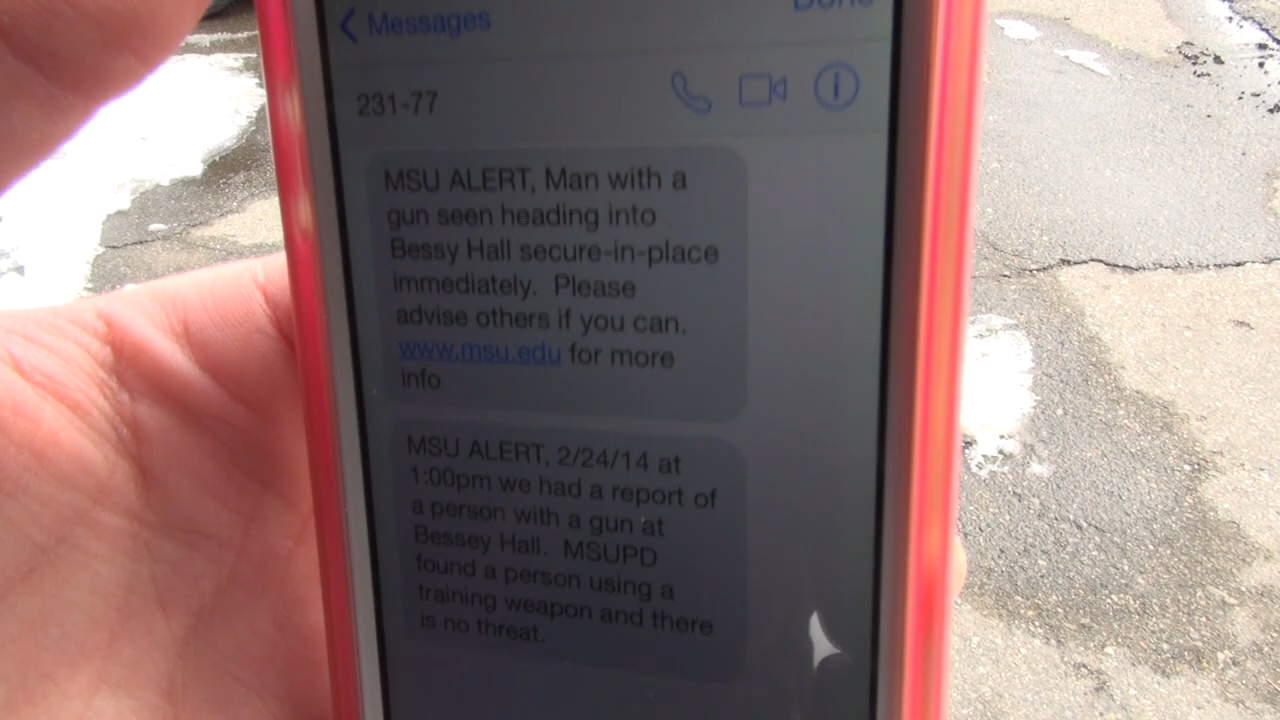 Messages
Done
231-77
MSU ALERT, Man with a
gun seen heading into
Bessy Hall secure-in-place
immediately. Please
advise others if you can.
www.msu.edu for more
info
MSU ALERT, 2/24/14 at
1:00pm we had a report of
a person with a gun at
Bessey Hall. MSUPD
found a person using a
training weapon and there
is no threat.